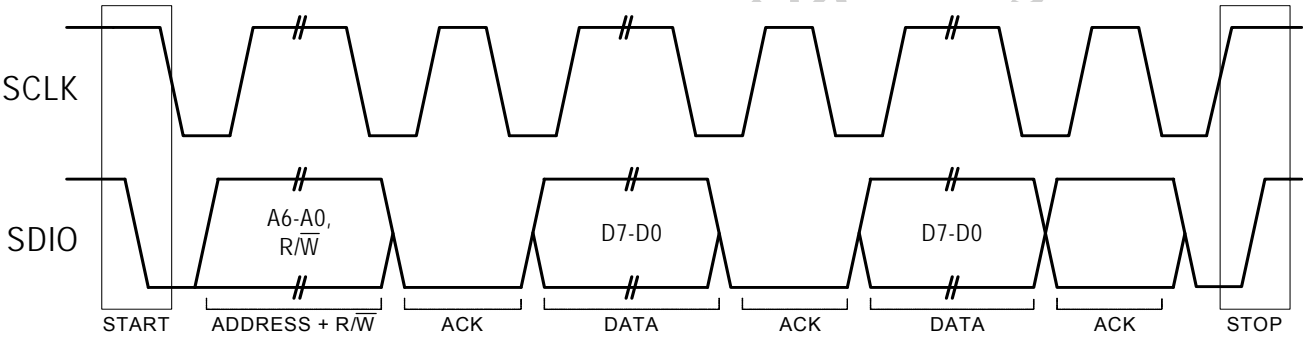 SCLK
SDIO
A6-A0,
R/W̅
D7-D0
D7-D0
START
ADDRESS + R/W̅
ACK
DATA
ACK
DATA
ACK
STOP